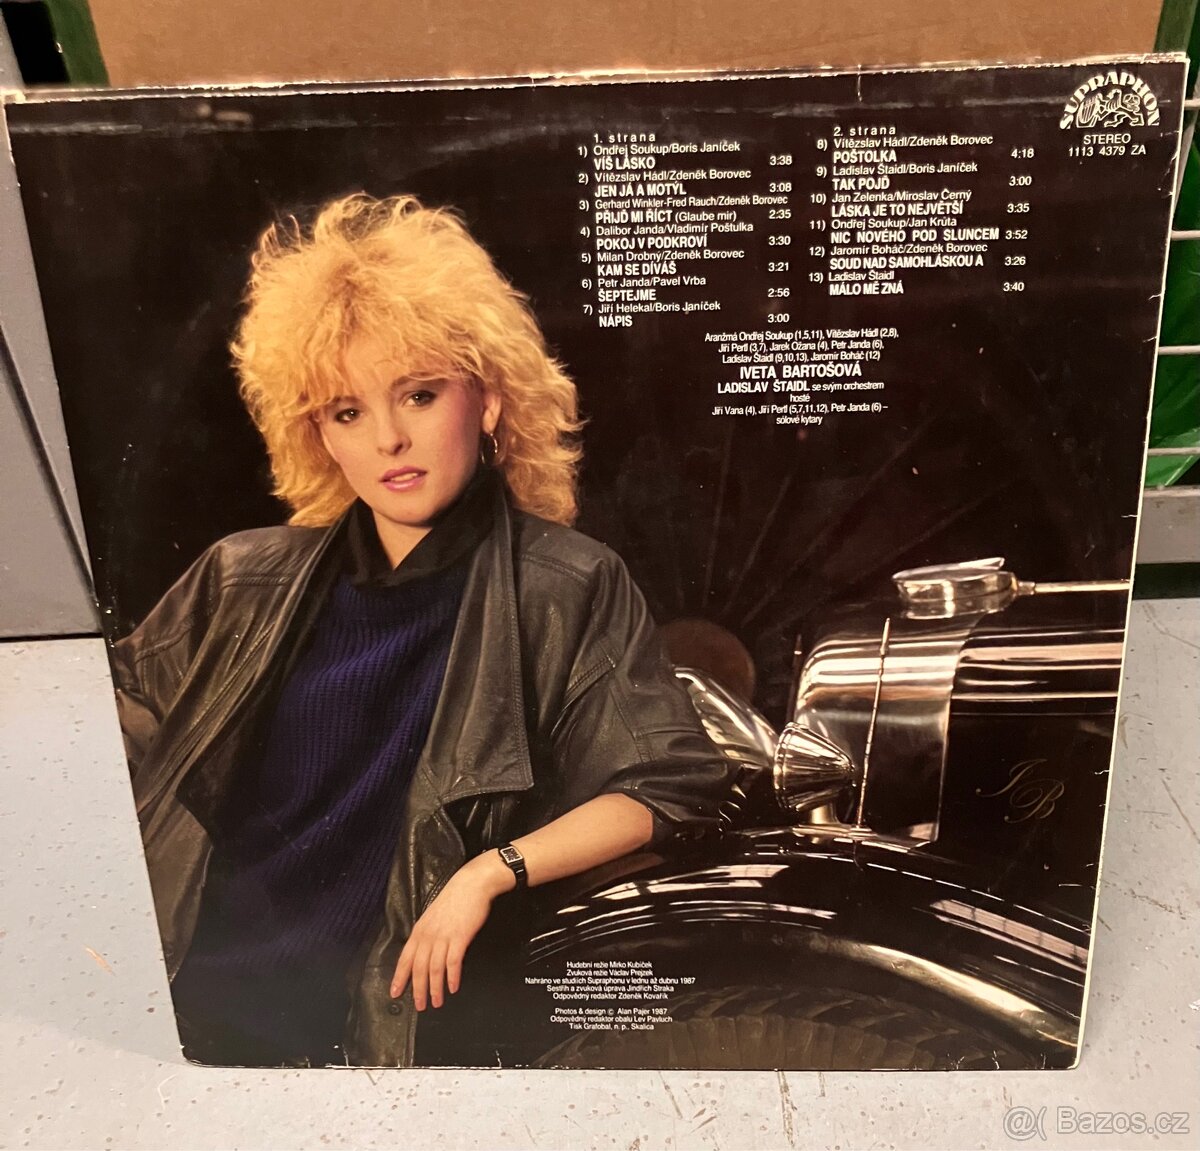 SUPRAPHON
STEREO
1113 4379 ZA
1. strana
1) Ondřej Soukup/Boris Janíček
VÍŠ LÁSKO 3:38
2) Vítězslav Hádl/Zdeněk Borovec
JEN JÁ A MOTÝL 3:08
3) Gerhard Winkler-Fred Rauch/Zdeněk Borovec
PŘIJĎ MI ŘÍCT (Glaube mir) 2:35
4) Dalibor Janda/Vladimír Poštulka
POKOJ V PODKROVÍ 3:30
5) Milan Drobný/Zdeněk Borovec
KAM SE DÍVÁŠ 3:21
6) Petr Janda/Pavel Vrba
ŠEPTEJME 2:56
7) Jiří Helekal/Boris Janíček
NÁPIS 3:00
2. strana
8) Vítězslav Hádl/Zdeněk Borovec
POŠTOLKA 4:18
9) Ladislav Štaidl/Boris Janíček
TAK POJĎ 3:00
10) Jan Zelenka/Miroslav Černý
LÁSKA JE TO NEJVĚTŠÍ 3:35
11) Ondřej Soukup/Jan Krůta
NIC NOVÉHO POD SLUNCEM 3:52
12) Jaromír Boháč/Zdeněk Borovec
SOUD NAD SAMOHLÁSKOU A 3:26
13) Ladislav Štaidl
MÁLO MĚ ZNÁ 3:40
Aranžmá Ondřej Soukup (1,5,11), Vítězslav Hádl (2,8),
Jiří Perti (3,7), Jarek Ožana (4), Petr Janda (6),
Ladislav Štaidl (9,10,13), Jaromír Boháč (12)
IVETA BARTOŠOVÁ
LADISLAV ŠTAIDL se svým orchestrem
hosté
Jiří Vana (4), Jiří Perti (5,7,11,12), Petr Janda (6) –
sólové kytary
IB
Hudební režie Mirko Kubíček
Zvuková režie Václav Prejzek
Nahráno ve studiích Supraphonu v lednu až dubnu 1987
Sestřih a zvuková úprava Jindřich Straka
Odpovědný redaktor Zdeněk Kovařík
Photos & design © Alan Pajer 1987
Odpovědný redaktor obalu Lev Pavluch
Tisk Grafobal, n. p., Skalica
@( Bazos.cz